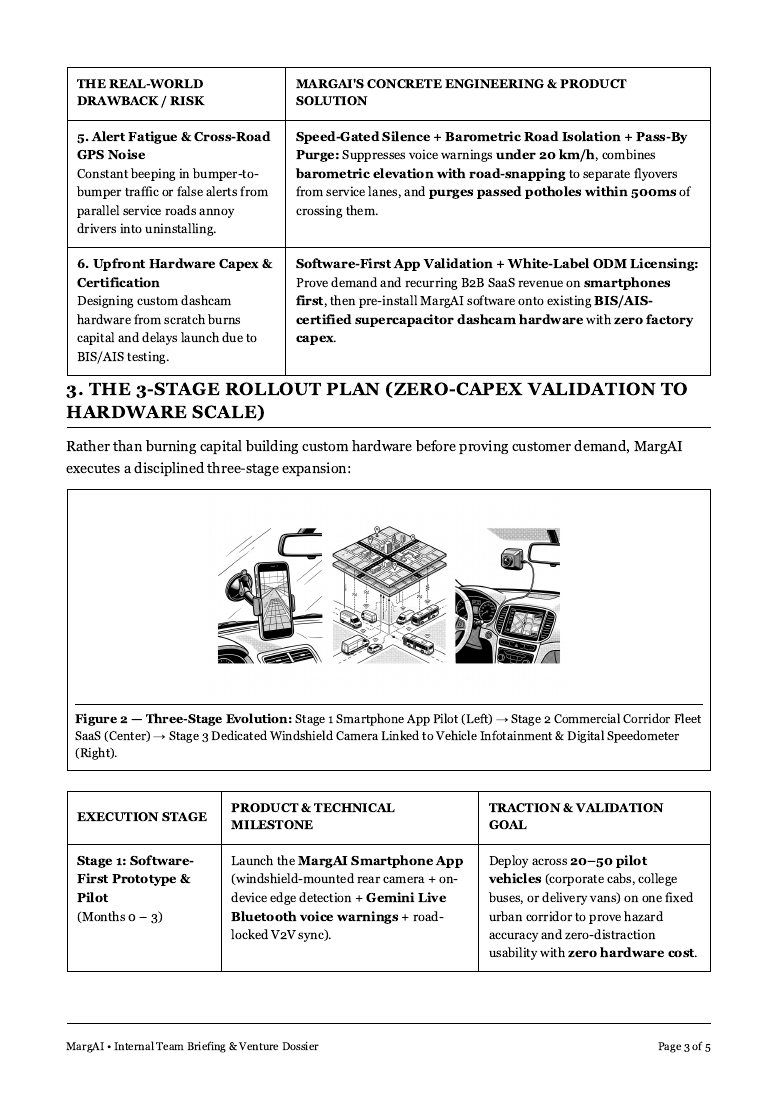 THE REAL-WORLD
DRAWBACK / RISK
MARGAI'S CONCRETE ENGINEERING & PRODUCT
SOLUTION
5. Alert Fatigue & Cross-Road
GPS Noise
Constant beeping in bumper-to-
bumper traffic or false alerts from
parallel service roads annoy
drivers into uninstalling.
Speed-Gated Silence + Barometric Road Isolation + Pass-By
Purge: Suppresses voice warnings under 20 km/h, combines
barometric elevation with road-snapping to separate flyovers
from service lanes, and purges passed potholes within 500ms of
crossing them.
6. Upfront Hardware Capex &
Certification
Designing custom dashcam
hardware from scratch burns
capital and delays launch due to
BIS/AIS testing.
Software-First App Validation + White-Label ODM Licensing:
Prove demand and recurring B2B SaaS revenue on smartphones
first, then pre-install MargAI software onto existing BIS/AIS-
certified supercapacitor dashcam hardware with zero factory
capex.
3. THE 3-STAGE ROLLOUT PLAN (ZERO-CAPEX VALIDATION TO
HARDWARE SCALE)
Rather than burning capital building custom hardware before proving customer demand, MargAI
executes a disciplined three-stage expansion:
Figure 2 — Three-Stage Evolution: Stage 1 Smartphone App Pilot (Left) → Stage 2 Commercial Corridor Fleet
SaaS (Center) → Stage 3 Dedicated Windshield Camera Linked to Vehicle Infotainment & Digital Speedometer
(Right).
EXECUTION STAGE
PRODUCT & TECHNICAL
MILESTONE
TRACTION & VALIDATION
GOAL
Stage 1: Software-
First Prototype &
Pilot
(Months 0 – 3)
Launch the MargAI Smartphone App
(windshield-mounted rear camera + on-
device edge detection + Gemini Live
Bluetooth voice warnings + road-
locked V2V sync).
Deploy across 20–50 pilot
vehicles (corporate cabs, college
buses, or delivery vans) on one fixed
urban corridor to prove hazard
accuracy and zero-distraction
usability with zero hardware cost.
MargAI • Internal Team Briefing & Venture Dossier
Page 3 of 5